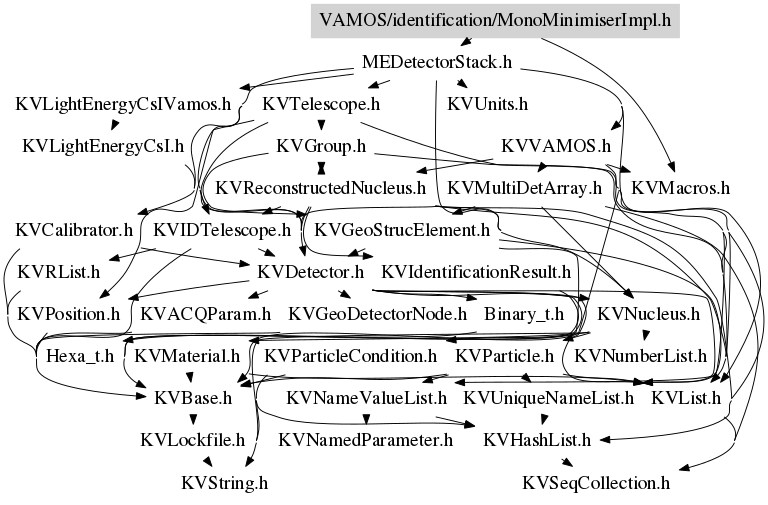 VAMOS/identification/MonoMinimiserImpl.h
MEDetectorStack.h
KVLightEnergyCsIVamos.h KVTelescope.h KVUnits.h
KVLightEnergyCsI.h KVGroup.h KVVAMOS.h
KVReconstructedNucleus.h KVMultiDetArray.h KVMacros.h
KVCalibrator.h KVIDTelescope.h KVGeoStrucElement.h
KVRList.h KVDetector.h KVIdentificationResult.h
KVPosition.h KVACQParam.h KVGeoDetectorNode.h Binary_t.h KVNucleus.h
Hexa_t.h KVMaterial.h KVParticleCondition.h KVParticle.h KVNumberList.h
KVBase.h KVNameValueList.h KVUniqueNameList.h KVList.h
KVLockfile.h KVNamedParameter.h KVHashList.h
KVString.h KVSeqCollection.h